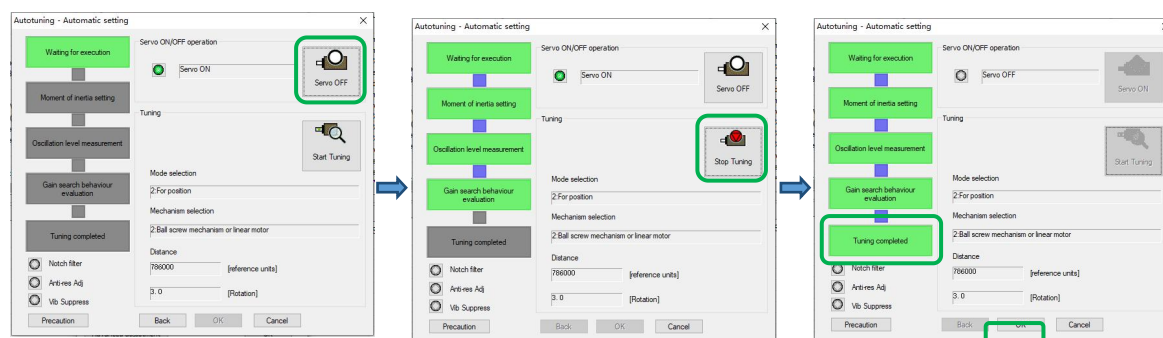 Autotuning - Automatic setting
Waiting for execution
Moment of inertia setting
Oscillation level measurement
Gain search behaviour
evaluation
Tuning completed
Notch filter
Anti-res Adj
Vib Suppress
Precaution
Servo ON/OFF operation
Servo ON
Servo OFF
Tuning
Start Tuning
Mode selection
2:For position
Mechanism selection
2:Ball screw mechanism or linear motor
Distance
786000
[reference units]
3. 0
[Rotation]
Back
OK
Cancel
Autotuning - Automatic setting
Waiting for execution
Moment of inertia setting
Oscillation level measurement
Gain search behaviour
evaluation
Tuning completed
Notch filter
Anti-res Adj
Vib Suppress
Precaution
Servo ON/OFF operation
Servo ON
Servo OFF
Tuning
Stop Tuning
Mode selection
2:For position
Mechanism selection
2:Ball screw mechanism or linear motor
Distance
786000
[reference units]
3. 0
[Rotation]
Back
OK
Cancel
Autotuning - Automatic setting
Waiting for execution
Moment of inertia setting
Oscillation level measurement
Gain search behaviour
evaluation
Tuning completed
Notch filter
Anti-res Adj
Vib Suppress
Precaution
Servo ON/OFF operation
Servo OFF
Servo ON
Tuning
Start Tuning
Mode selection
2:For position
Mechanism selection
2:Ball screw mechanism or linear motor
Distance
786000
[reference units]
3. 0
[Rotation]
Back
OK
Cancel